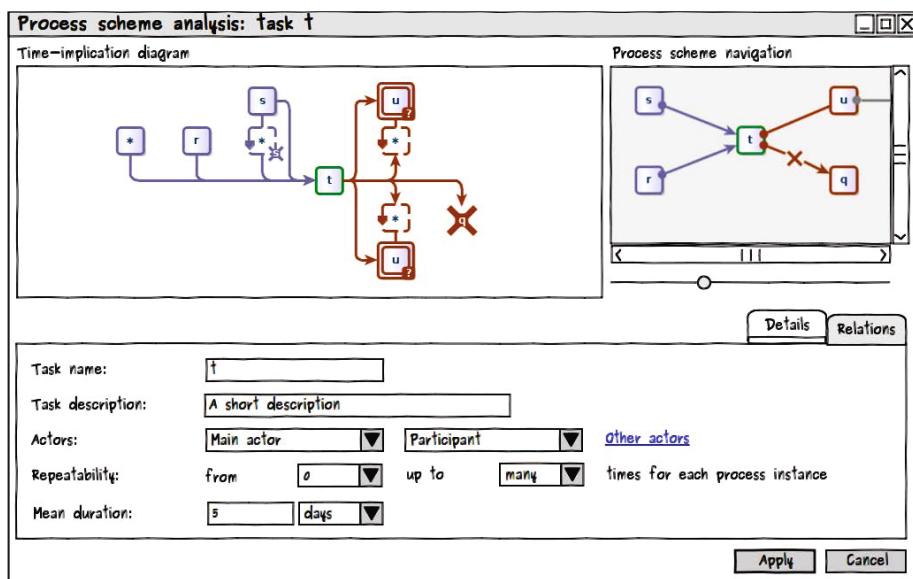 Process scheme analysis: task t
Time-implication diagram
Process scheme navigation
s
u
?
*
r
*
s
*
t
q
*
u
?
s
u
t
r
q
Details
Relations
Task name:
t
Task description:
A short description
Actors:
Main actor
Participant
Other actors
Repeatability:
from
0
up to
many
times for each process instance
Mean duration:
5
days
Apply
Cancel